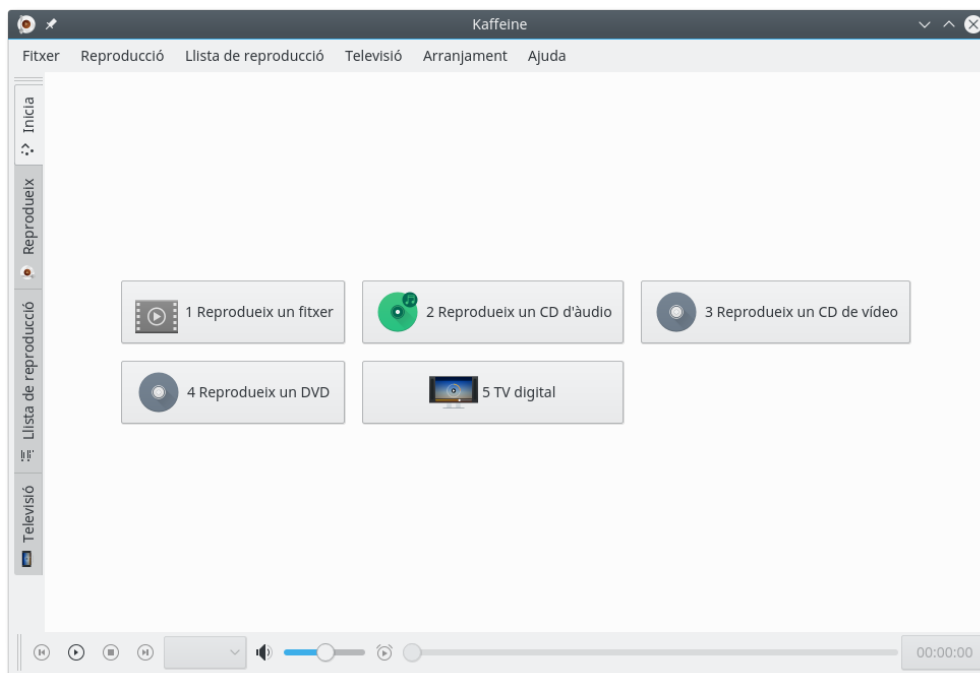 Kaffeine
Fitxer Reproducció Llista de reproducció Televisió Arranjament Ajuda
Inicia
Reprodueix
Llista de reproducció
Televisió
1 Reprodueix un fitxer
2 Reprodueix un CD d'àudio
3 Reprodueix un CD de vídeo
4 Reprodueix un DVD
5 TV digital
00:00:00